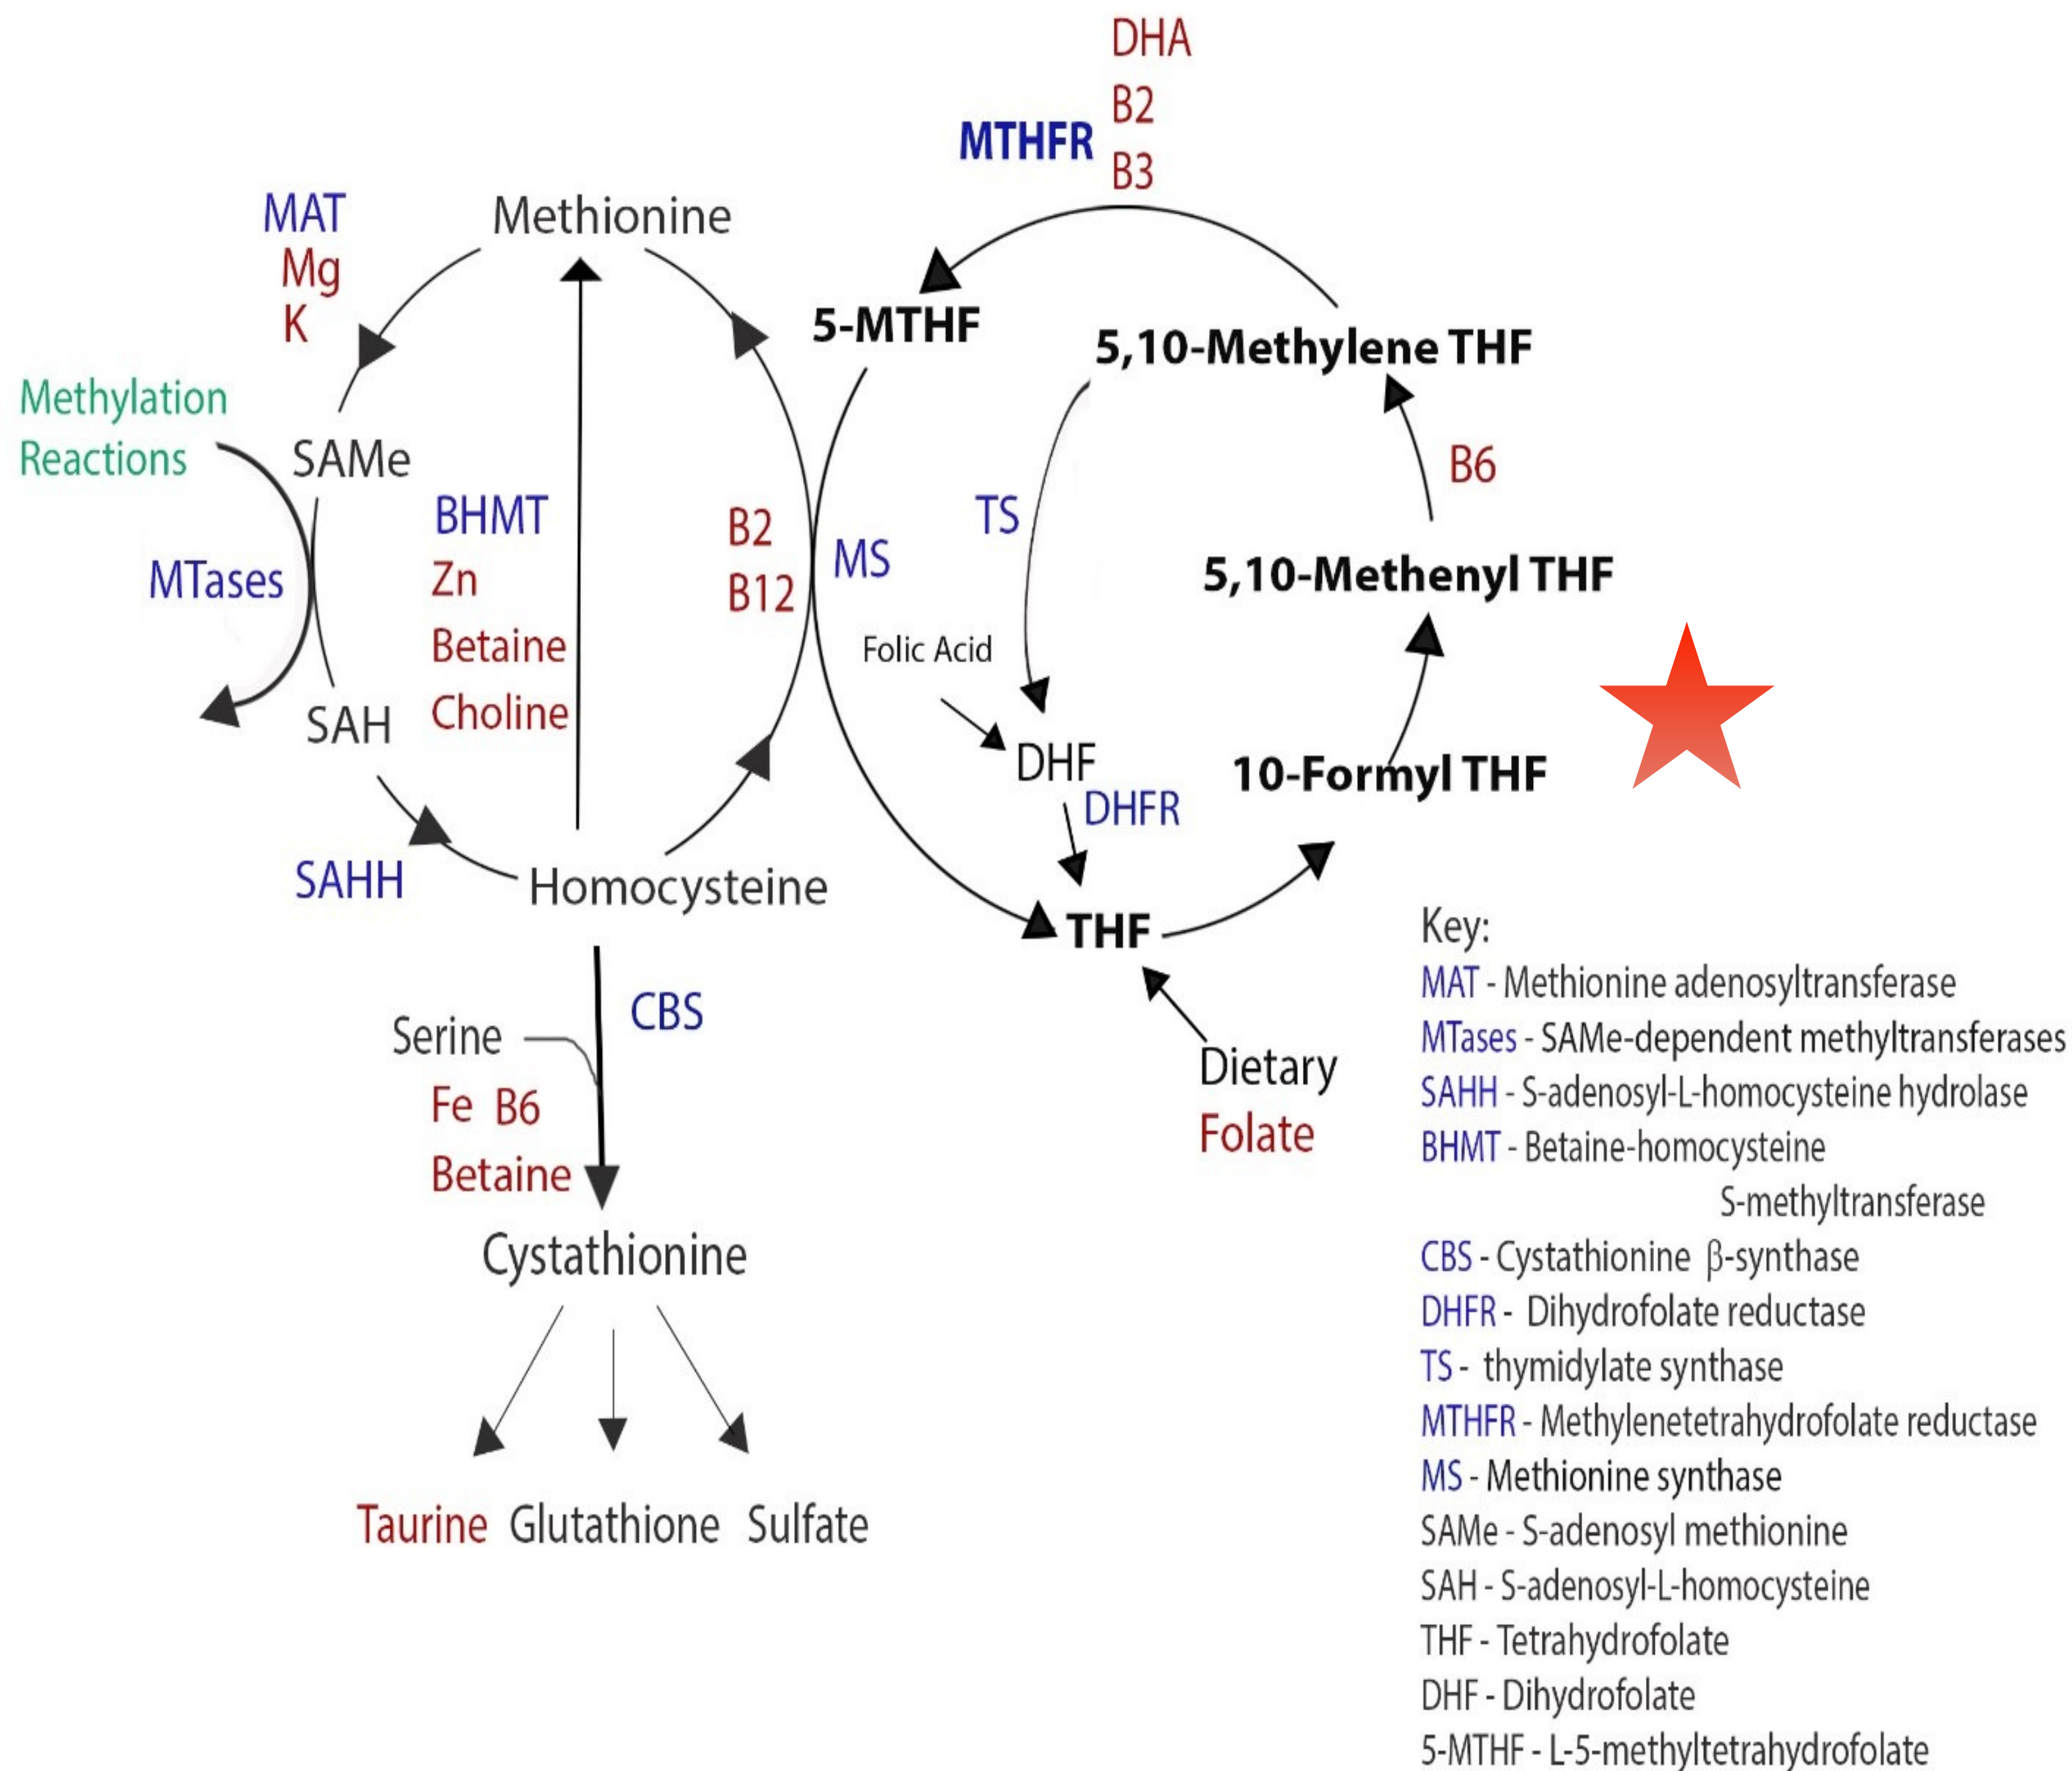 DHA
B2
MTHFR
B3
MAT
Methionine
Mg
K
5-MTHF
5,10-Methylene THF
Methylation
Reactions
SAMe
B6
BHMT
B2
TS
MTases
Zn
B12
MS
5,10-Methenyl THF
Betaine
Folic Acid
Choline
SAH
DHF
10-Formyl THF
DHFR
SAHH
Homocysteine
THF
CBS
Serine
Fe B6
Betaine
Dietary
Folate
Cystathionine
Taurine Glutathione Sulfate
Key:
MAT - Methionine adenosyltransferase
MTases - SAMe-dependent methyltransferases
SAHH - S-adenosyl-L-homocysteine hydrolase
BHMT - Betaine-homocysteine
S-methyltransferase
CBS - Cystathionine β-synthase
DHFR - Dihydrofolate reductase
TS - thymidylate synthase
MTHFR - Methylenetetrahydrofolate reductase
MS - Methionine synthase
SAMe - S-adenosyl methionine
SAH - S-adenosyl-L-homocysteine
THF - Tetrahydrofolate
DHF - Dihydrofolate
5-MTHF - L-5-methyltetrahydrofolate